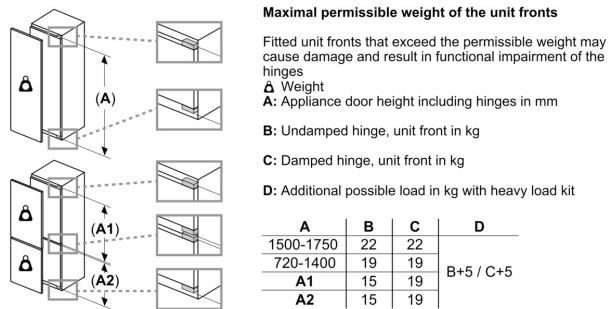 Maximal permissible weight of the unit fronts
Fitted unit fronts that exceed the permissible weight may
cause damage and result in functional impairment of the
hinges
Weight
A: Appliance door height including hinges in mm
B: Undamped hinge, unit front in kg
C: Damped hinge, unit front in kg
D: Additional possible load in kg with heavy load kit
(A)
(A1)
(A2)
A B C D
1500-1750 22 22
720-1400 19 19
B+5 / C+5
A1 15 19
A2 15 19